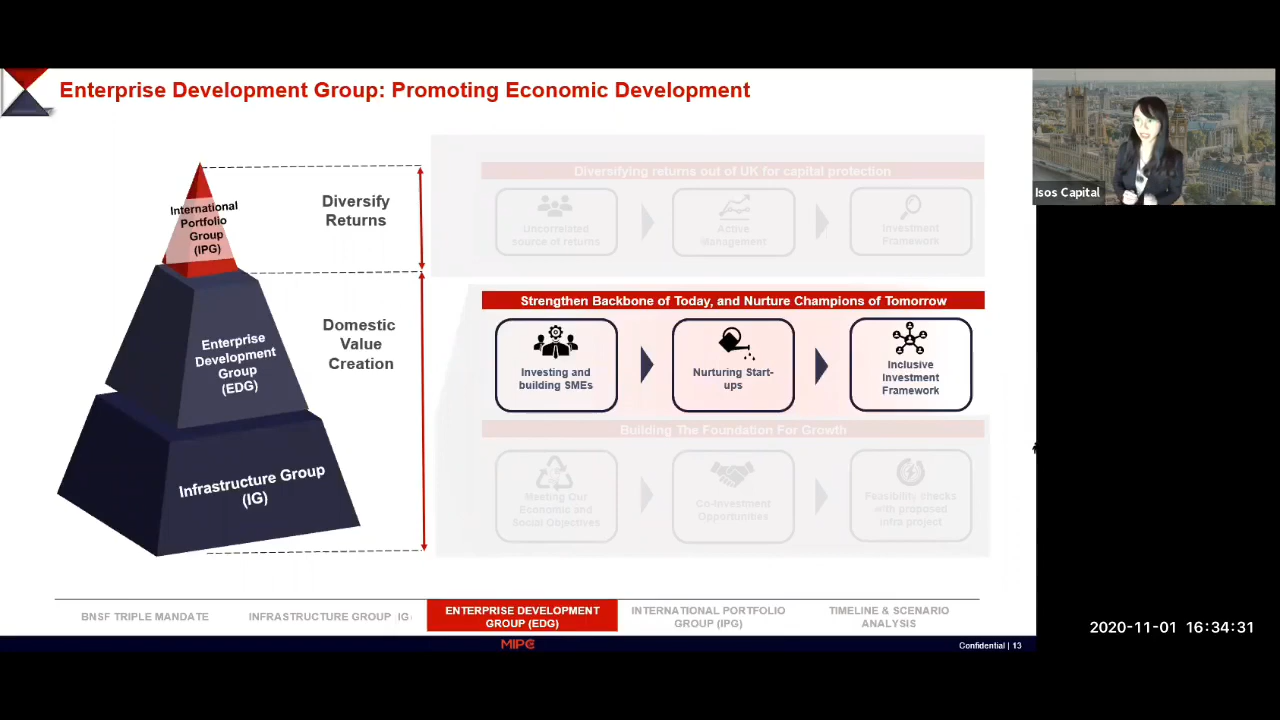 Enterprise Development Group: Promoting Economic Development
International
Portfolio
Group
(IPG)
Enterprise
Development
Group
(EDG)
Infrastructure Group
(IG)
Diversify
Returns
Domestic
Value
Creation
Diversifying returns out of UK for capital protection
Uncorrelated
source of returns
Active
Management
Investment
Framework
Strengthen Backbone of Today, and Nurture Champions of Tomorrow
Investing and
building SMEs
Nurturing Start-
ups
Inclusive
Investment
Framework
Building The Foundation For Growth
Meeting Our
Economic and
Social Objectives
Co-Investment
Opportunities
Feasibility checks
with proposed
infra project
BNSF TRIPLE MANDATE
INFRASTRUCTURE GROUP IG
ENTERPRISE DEVELOPMENT
GROUP (EDG)
INTERNATIONAL PORTFOLIO
GROUP (IPG)
TIMELINE & SCENARIO
ANALYSIS
MIPC
Confidential | 13
Isos Capital
2020-11-01 16:34:31